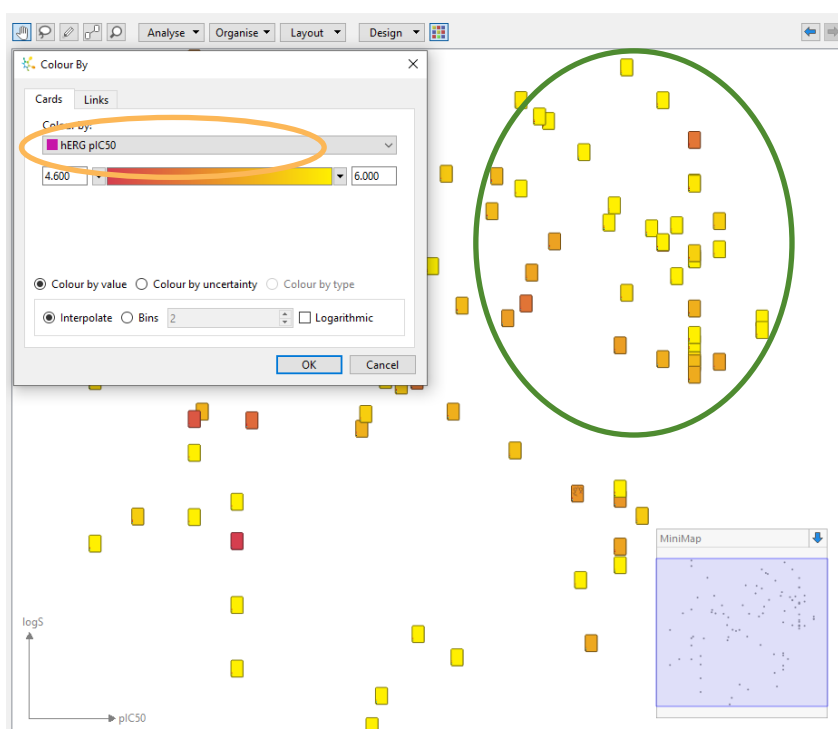 Analyse Organise Layout Design
Colour By
Cards Links
Colour By:
hERG pIC50
4.600 6.000
Colour by value Colour by uncertainty Colour by type
Interpolate Bins 2 Logarithmic
OK Cancel
MiniMap
logS
pIC50